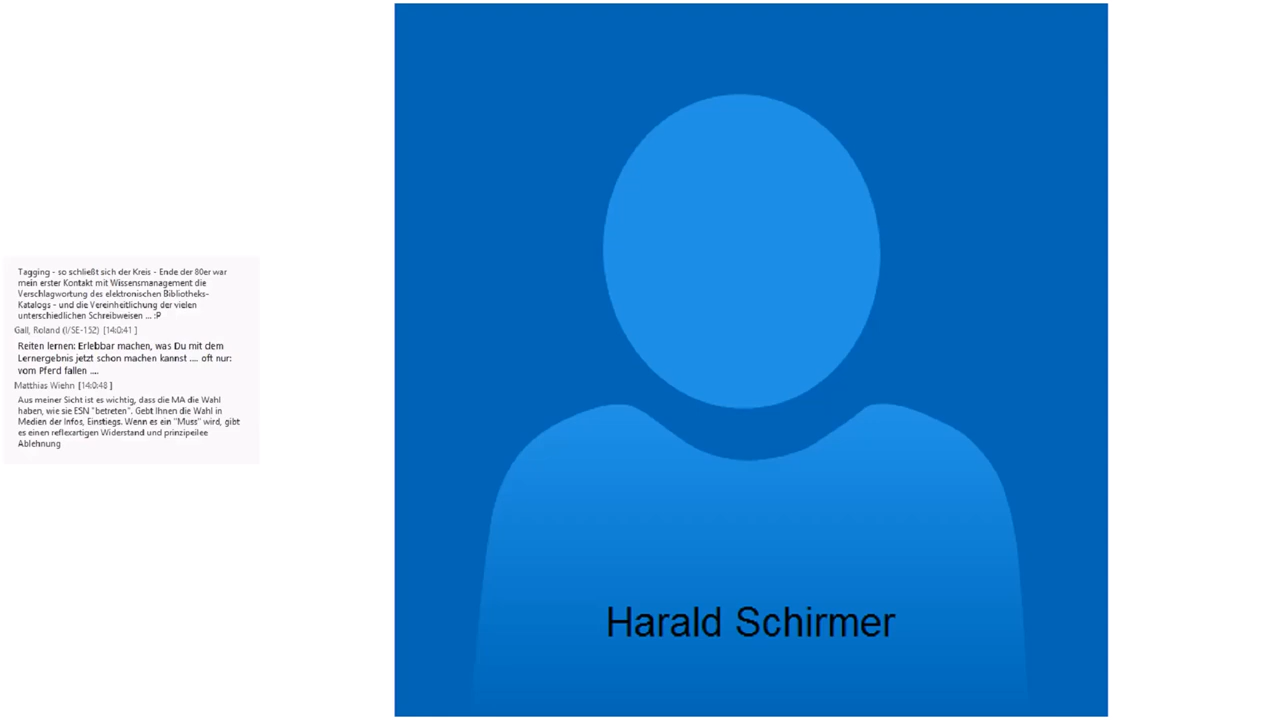 Tagging - so schließt sich der Kreis - Ende der 80er war
mein erster Kontakt mit Wissensmanagement die
Verschlagwortung des elektronischen Bibliotheks-
Katalogs - und die Vereinheitlichung der vielen
unterschiedlichen Schreibweisen ... :P
Gall, Roland (I/SE-152) [14:0:41 ]
Reiten lernen: Erlebbar machen, was Du mit dem
Lernergebnis jetzt schon machen kannst .... oft nur:
vom Pferd fallen ....
Matthias Wiehn [14:0:48 ]
Aus meiner Sicht ist es wichtig, dass die MA die Wahl
haben, wie sie ESN "betreten". Gebt Ihnen die Wahl in
Medien der Infos, Einstiegs. Wenn es ein "Muss" wird, gibt
es einen reflexartigen Widerstand und prinzipeilee
Ablehnung
Harald Schirmer